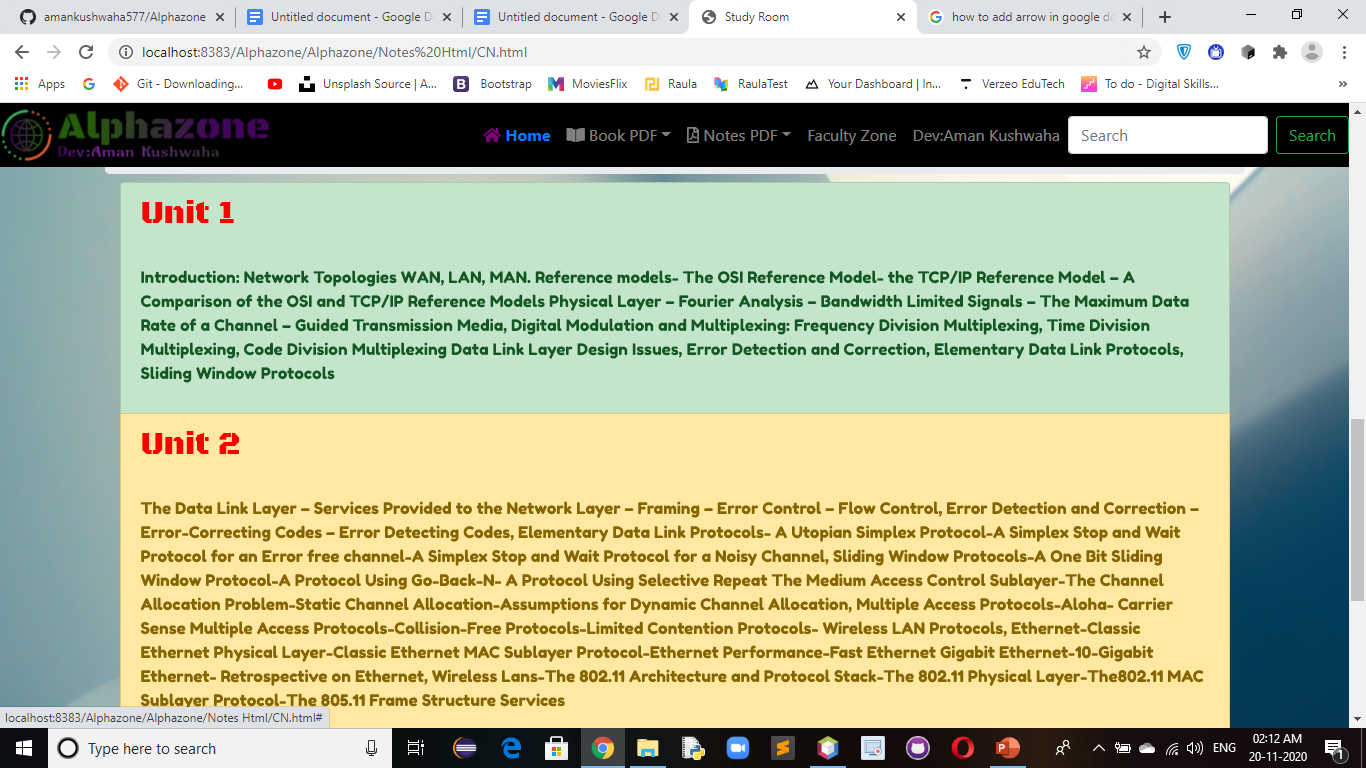 amankushwaha577/Alphazone
Untitled document - Google D
Untitled document - Google D
Study Room
how to add arrow in google do
localhost:8383/Alphazone/Alphazone/Notes%20Html/CN.html
Apps
Git - Downloading...
Unsplash Source | A...
Bootstrap
MoviesFlix
Raula
RaulaTest
Your Dashboard | In...
Verzeo EduTech
To do - Digital Skills...
»
Alphazone
Dev:Aman Kushwaha
Home
Book PDF
Notes PDF
Faculty Zone
Dev:Aman Kushwaha
Search
Search
Unit 1
Introduction: Network Topologies WAN, LAN, MAN. Reference models- The OSI Reference Model- the TCP/IP Reference Model – A
Comparison of the OSI and TCP/IP Reference Models Physical Layer – Fourier Analysis – Bandwidth Limited Signals – The Maximum Data
Rate of a Channel – Guided Transmission Media, Digital Modulation and Multiplexing: Frequency Division Multiplexing, Time Division
Multiplexing, Code Division Multiplexing Data Link Layer Design Issues, Error Detection and Correction, Elementary Data Link Protocols,
Sliding Window Protocols
Unit 2
The Data Link Layer – Services Provided to the Network Layer – Framing – Error Control – Flow Control, Error Detection and Correction –
Error-Correcting Codes – Error Detecting Codes, Elementary Data Link Protocols- A Utopian Simplex Protocol-A Simplex Stop and Wait
Protocol for an Error free channel-A Simplex Stop and Wait Protocol for a Noisy Channel, Sliding Window Protocols-A One Bit Sliding
Window Protocol-A Protocol Using Go-Back-N- A Protocol Using Selective Repeat The Medium Access Control Sublayer-The Channel
Allocation Problem-Static Channel Allocation-Assumptions for Dynamic Channel Allocation, Multiple Access Protocols-Aloha- Carrier
Sense Multiple Access Protocols-Collision-Free Protocols-Limited Contention Protocols- Wireless LAN Protocols, Ethernet-Classic
Ethernet Physical Layer-Classic Ethernet MAC Sublayer Protocol-Ethernet Performance-Fast Ethernet Gigabit Ethernet-10-Gigabit
Ethernet- Retrospective on Ethernet, Wireless Lans-The 802.11 Architecture and Protocol Stack-The 802.11 Physical Layer-The802.11 MAC
Sublayer Protocol-The 805.11 Frame Structure Services
localhost:8383/Alphazone/Alphazone/Notes Html/CN.html#
Type here to search
ENG
02:12 AM
20-11-2020
1